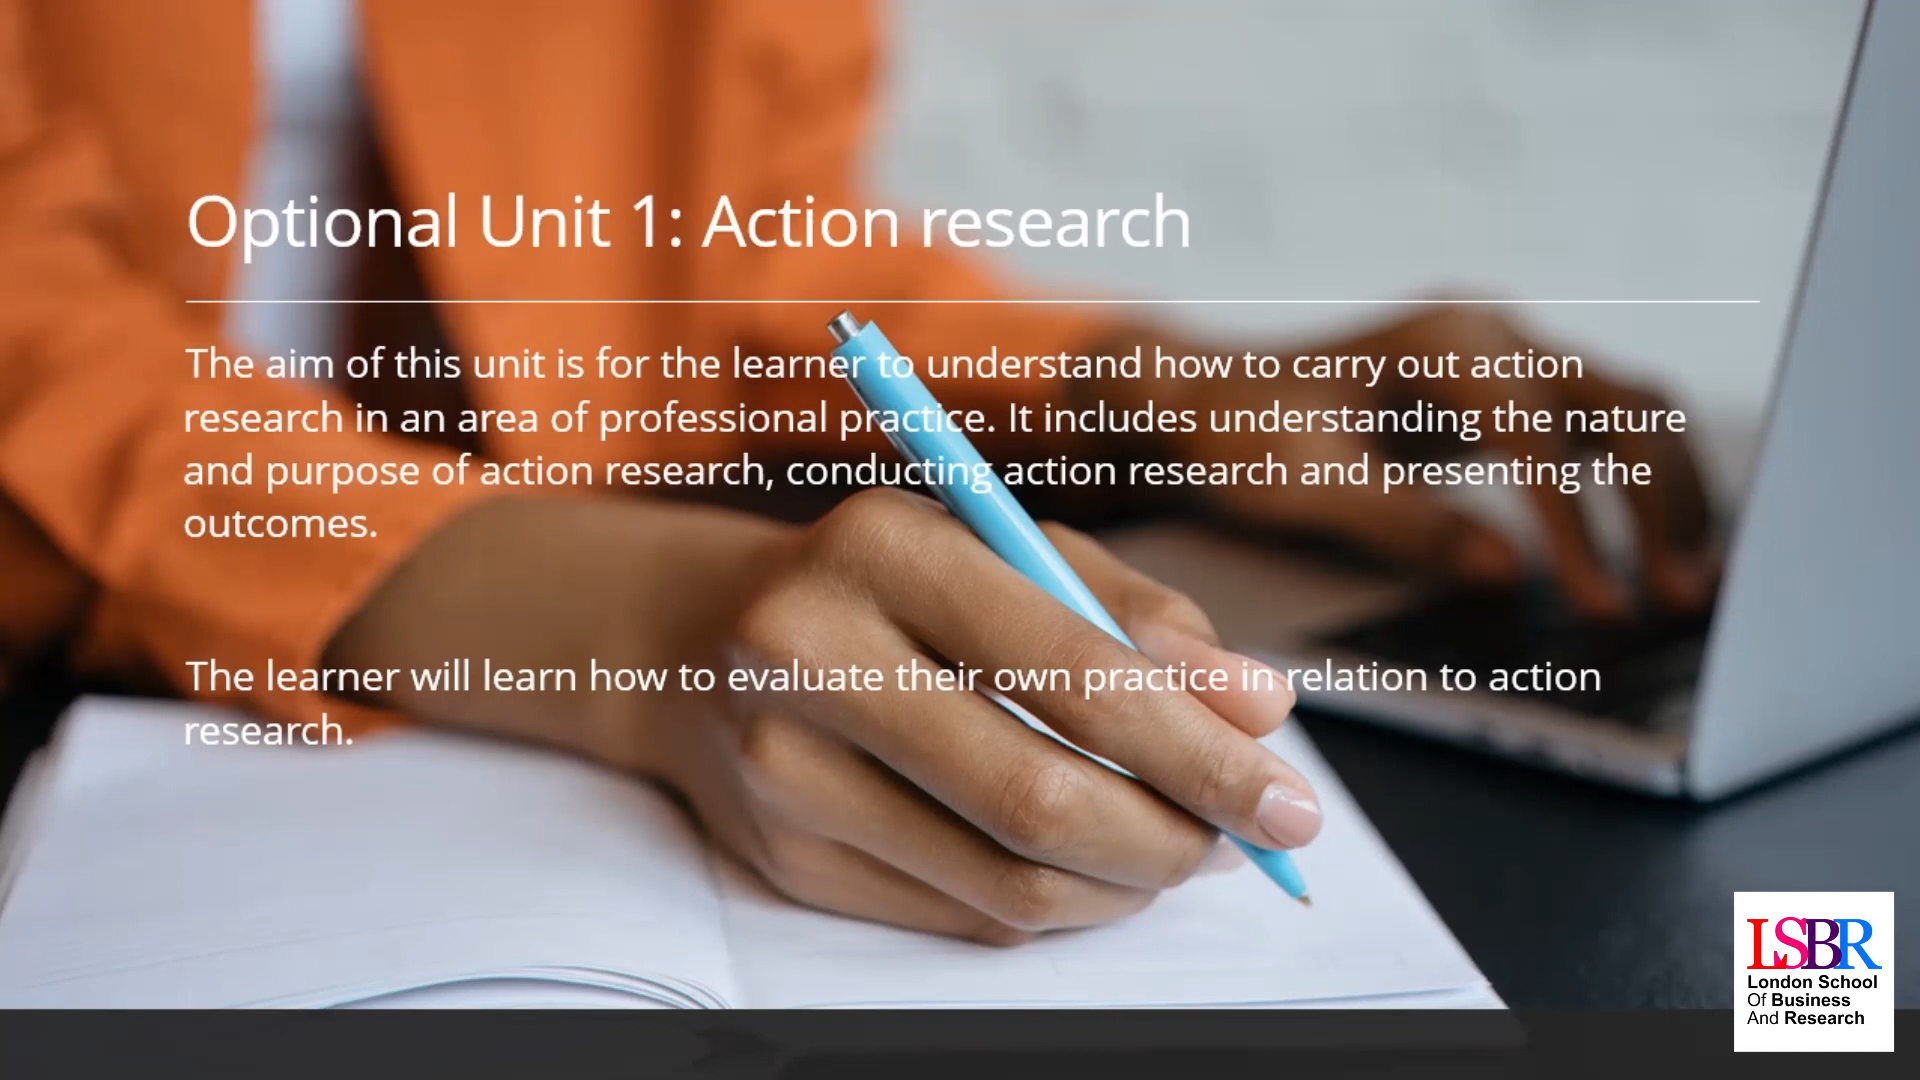 Optional Unit 1: Action research
The aim of this unit is for the learner to understand how to carry out action
research in an area of professional practice. It includes understanding the nature
and purpose of action research, conducting action research and presenting the
outcomes.
The learner will learn how to evaluate their own practice in relation to action
research.
LSBR
London School
Of Business
And Research